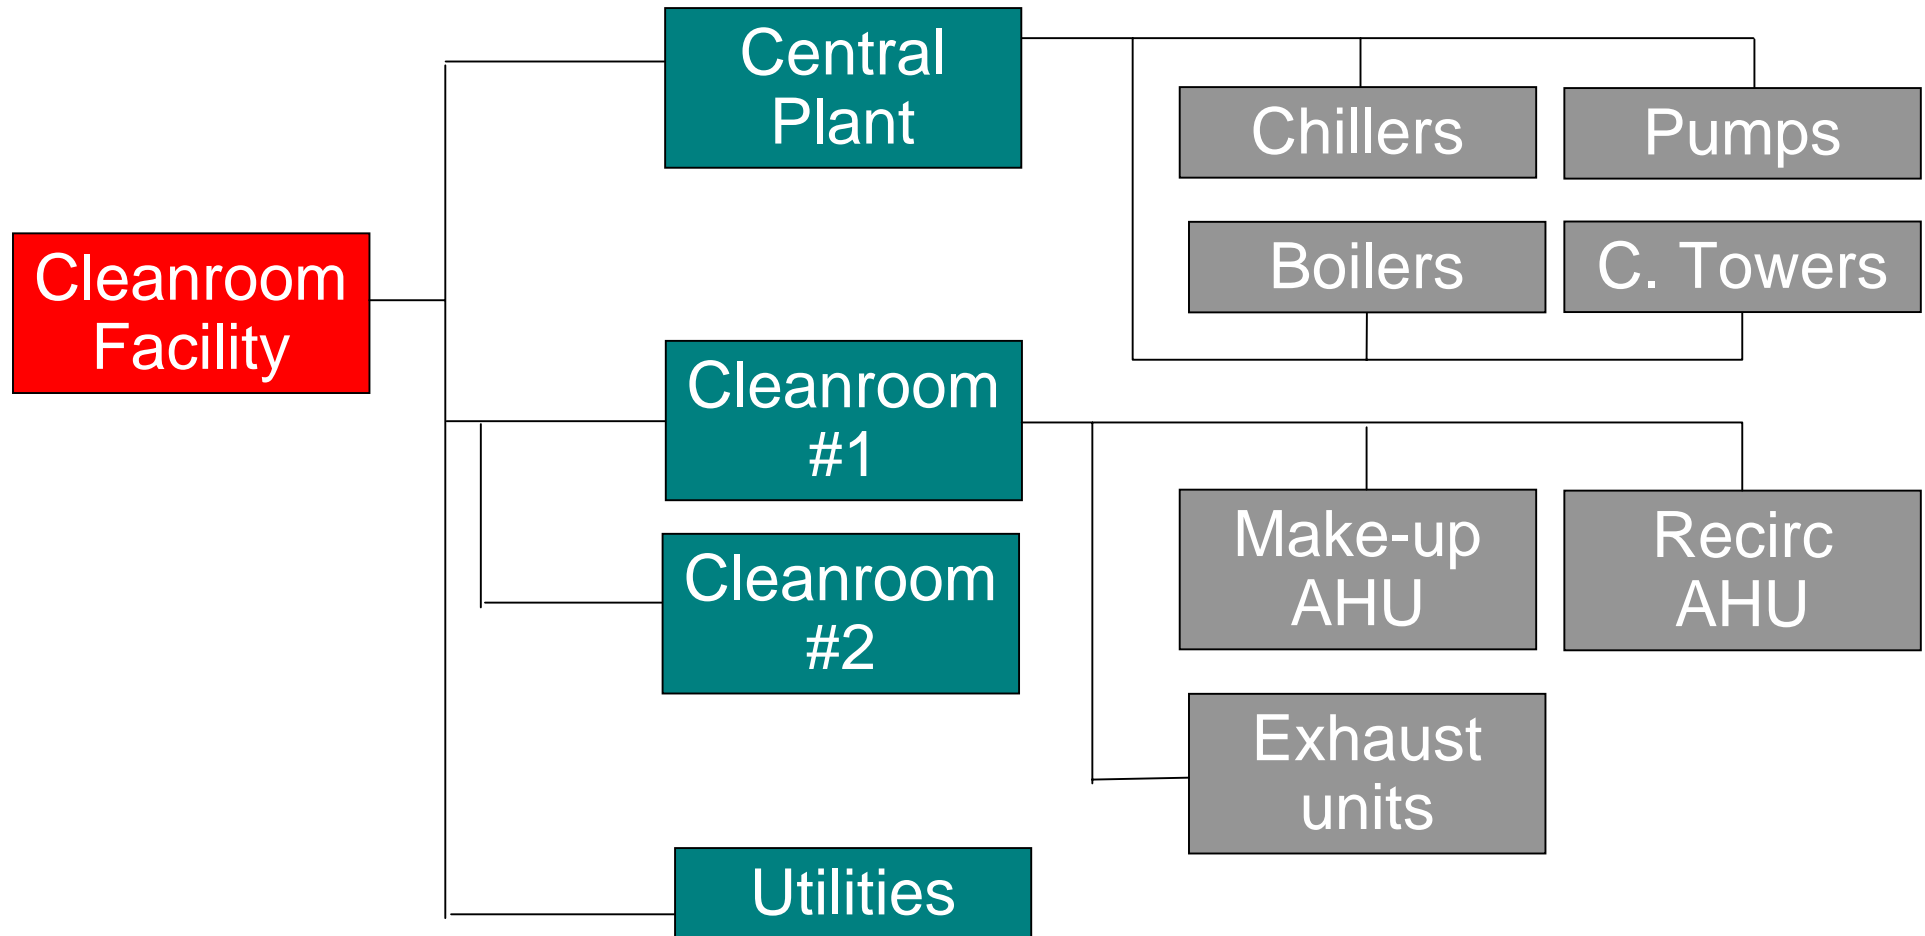 Central
Plant
Chillers
Pumps
Boilers
C. Towers
Cleanroom
Facility
Cleanroom
#1
Make-up
AHU
Recirc
AHU
Cleanroom
#2
Exhaust
units
Utilities